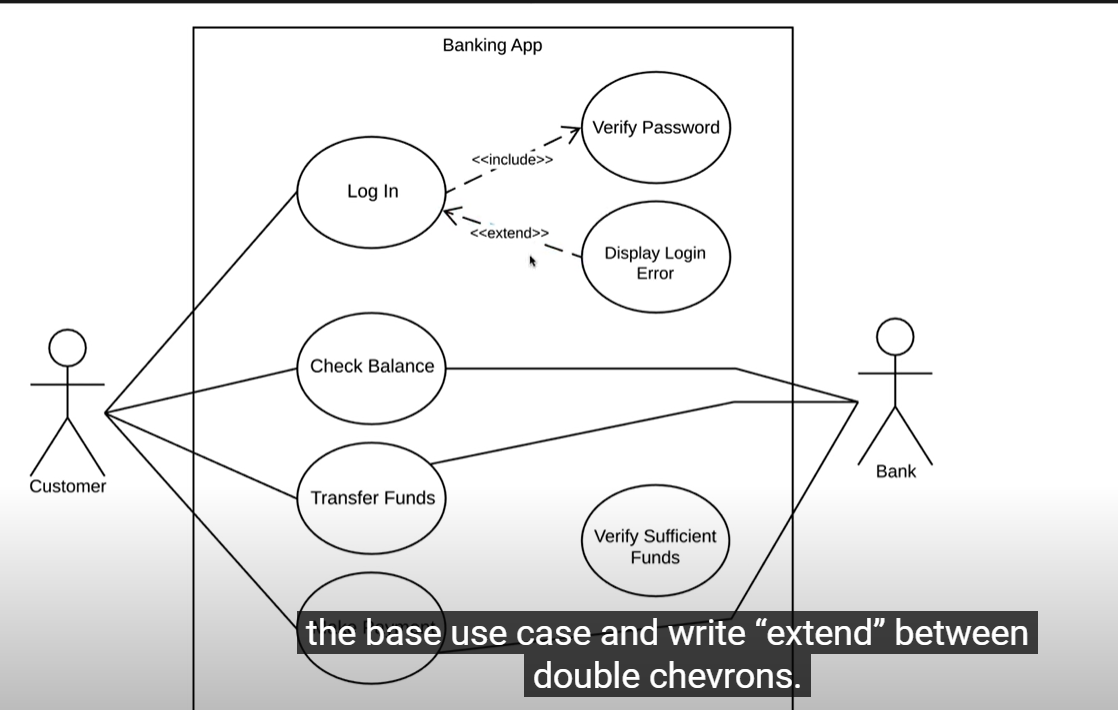 Banking App
Verify Password
<<include>>
Log In
<<extend>>
Display Login
Error
Check Balance
Customer
Bank
Transfer Funds
Verify Sufficient
Funds
the base use case and write “extend” between
double chevrons.